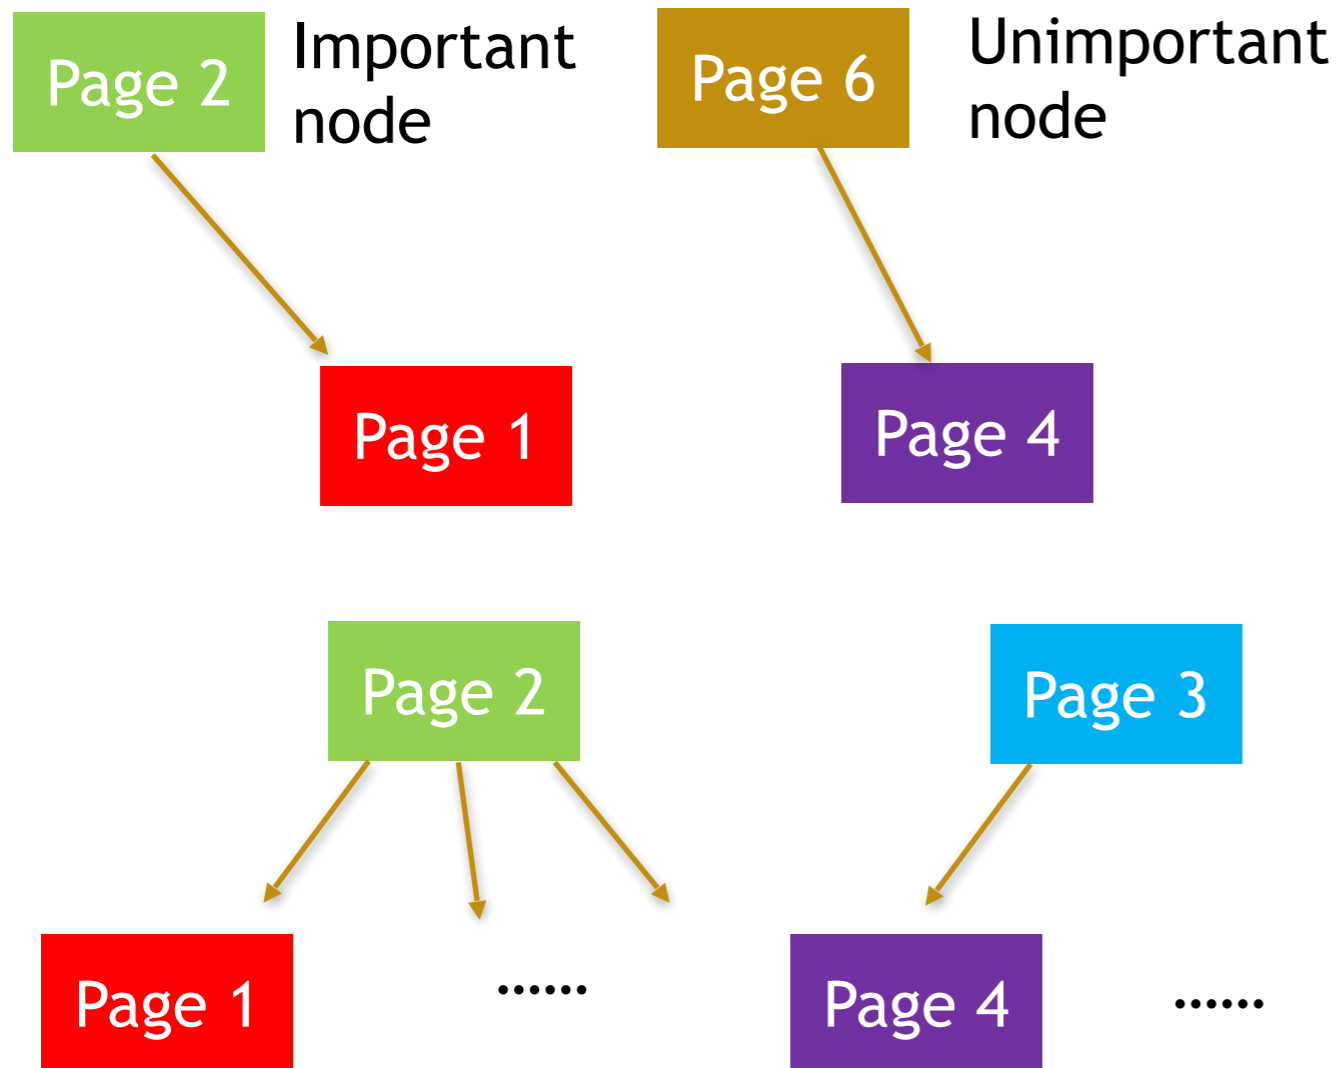 Page 2
Important
node
Page 6
Unimportant
node
Page 1
Page 4
Page 2
Page 3
Page 1
......
Page 4
......